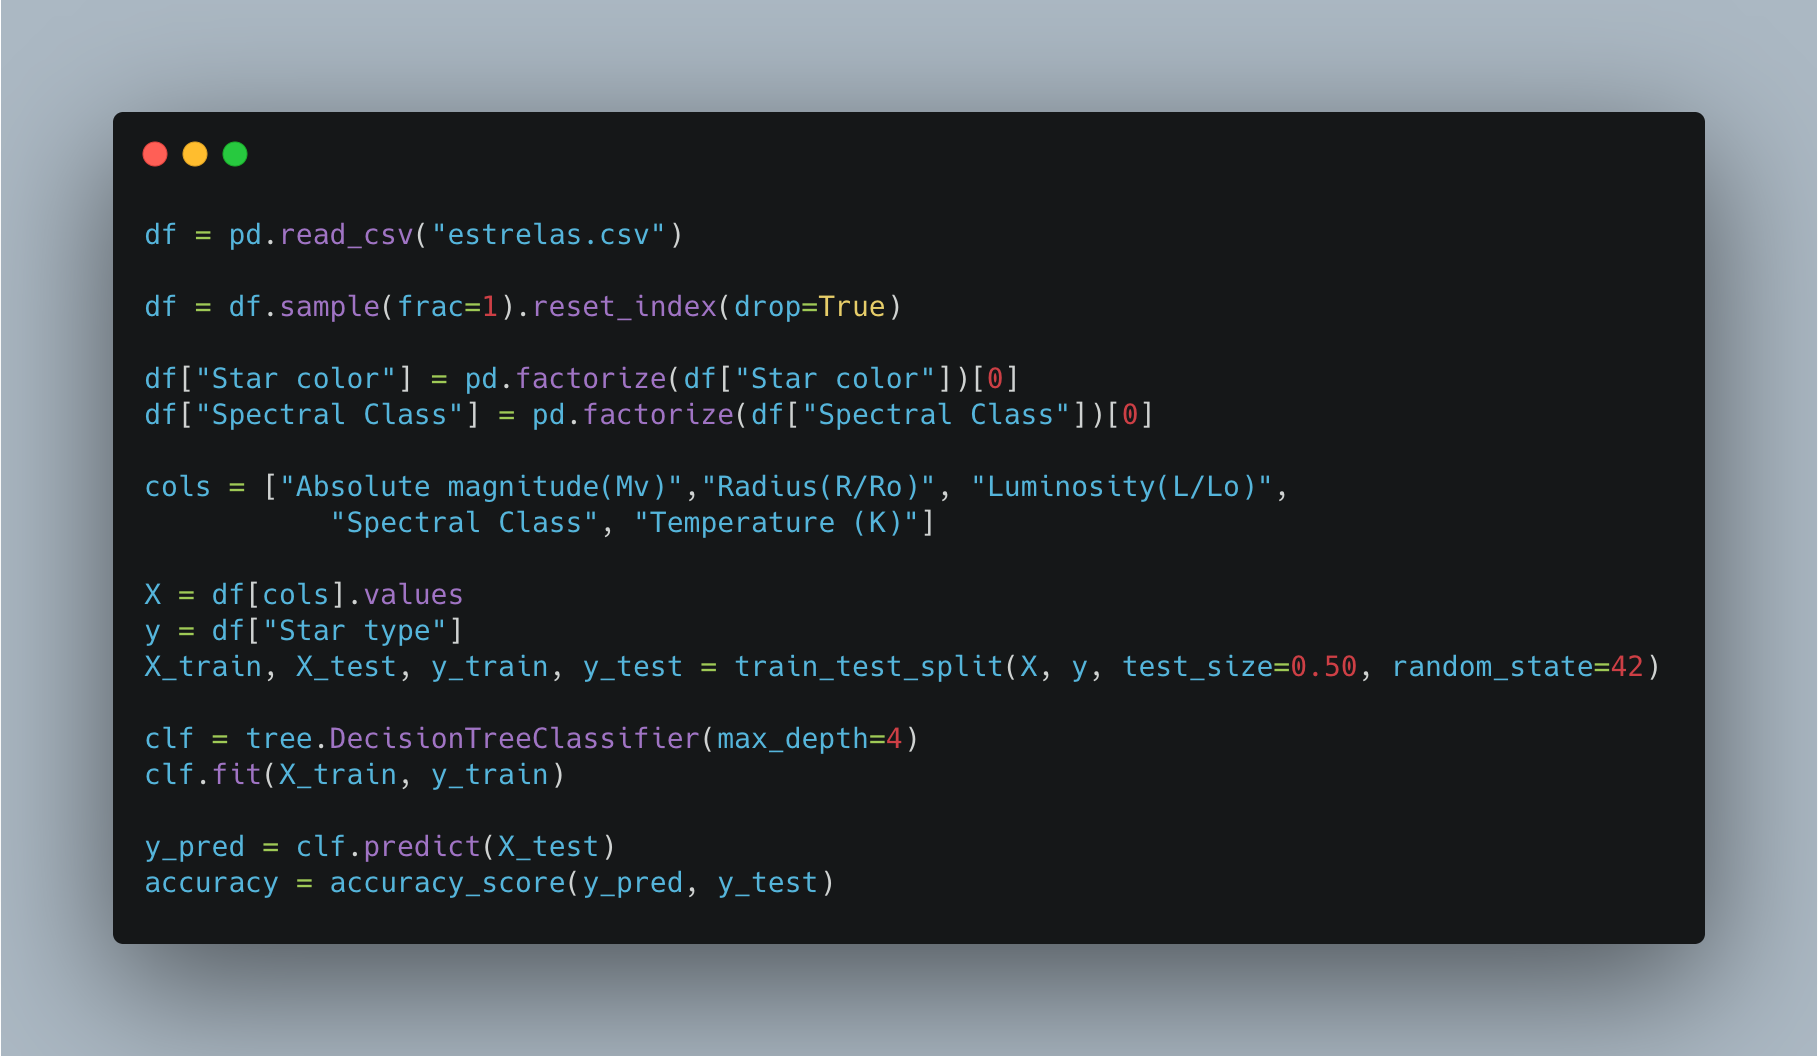 df = pd.read_csv("estrelas.csv")
df = df.sample(frac=1).reset_index(drop=True)
df["Star color"] = pd.factorize(df["Star color"])[0]
df["Spectral Class"] = pd.factorize(df["Spectral Class"])[0]
cols = ["Absolute magnitude(Mv)","Radius(R/Ro)", "Luminosity(L/Lo)",
"Spectral Class", "Temperature (K)"]
X = df[cols].values
y = df["Star type"]
X_train, X_test, y_train, y_test = train_test_split(X, y, test_size=0.50, random_state=42)
clf = tree.DecisionTreeClassifier(max_depth=4)
clf.fit(X_train, y_train)
y_pred = clf.predict(X_test)
accuracy = accuracy_score(y_pred, y_test)